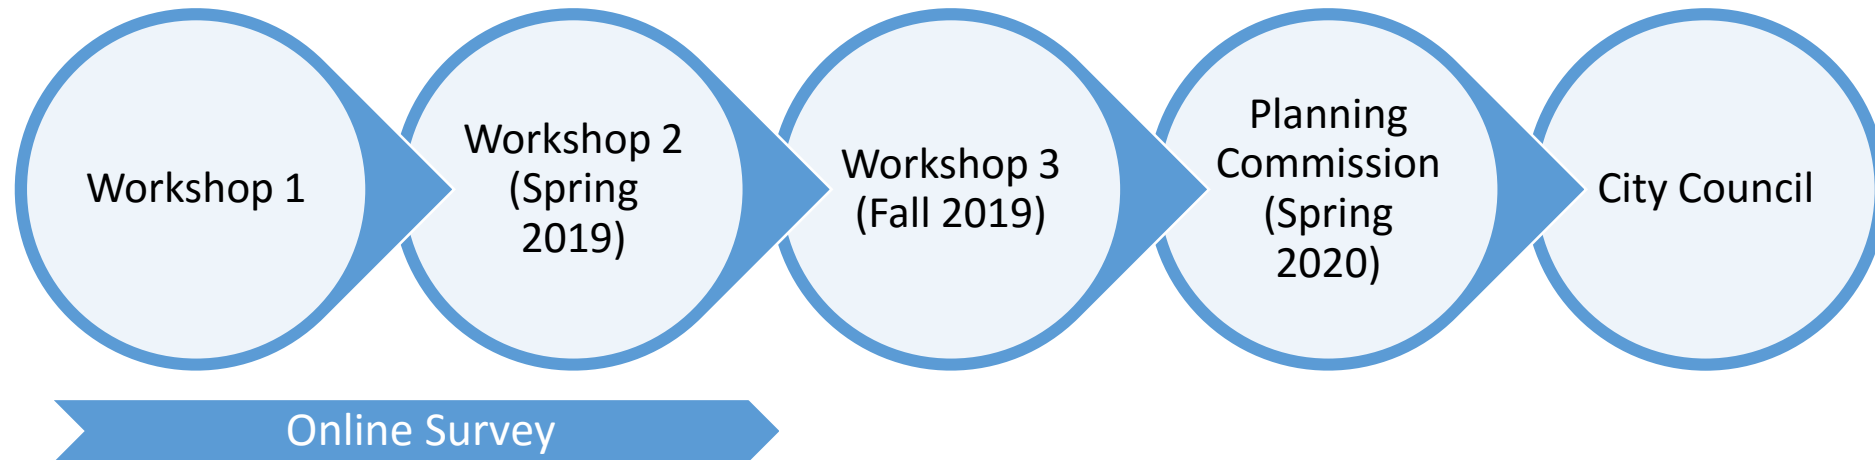 Workshop 1
Workshop 2
(Spring
2019)
Workshop 3
(Fall 2019)
Planning
Commission
(Spring
2020)
City Council
Online Survey